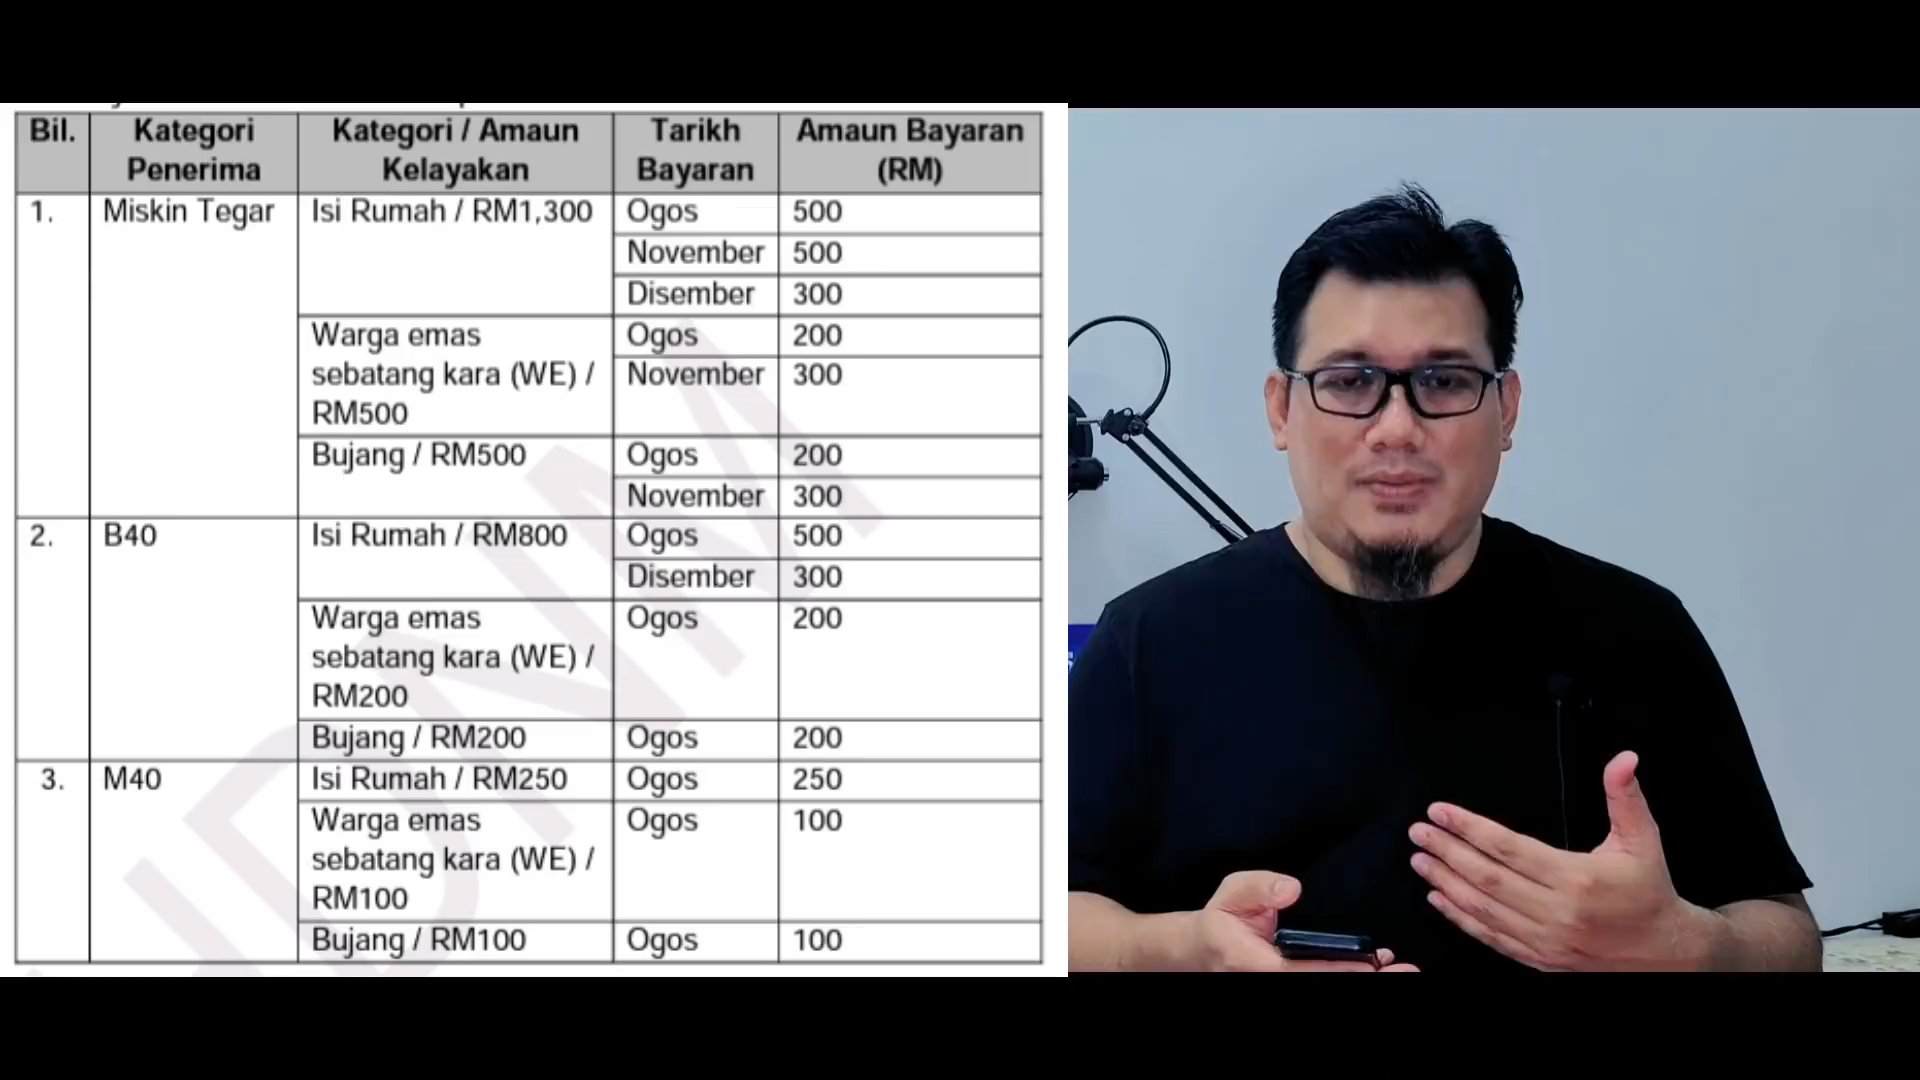 Bil.
Kategori
Penerima
Kategori / Amaun
Kelayakan
Tarikh
Bayaran
Amaun Bayaran
(RM)
1.
Miskin Tegar
Isi Rumah / RM1,300
Ogos
500
November
500
Disember
300
Warga emas
sebatang kara (WE) /
RM500
Ogos
200
November
300
Bujang / RM500
Ogos
200
November
300
2.
B40
Isi Rumah / RM800
Ogos
500
Disember
300
Warga emas
sebatang kara (WE) /
RM200
Ogos
200
Bujang / RM200
Ogos
200
3.
M40
Isi Rumah / RM250
Ogos
250
Warga emas
sebatang kara (WE) /
RM100
Ogos
100
Bujang / RM100
Ogos
100